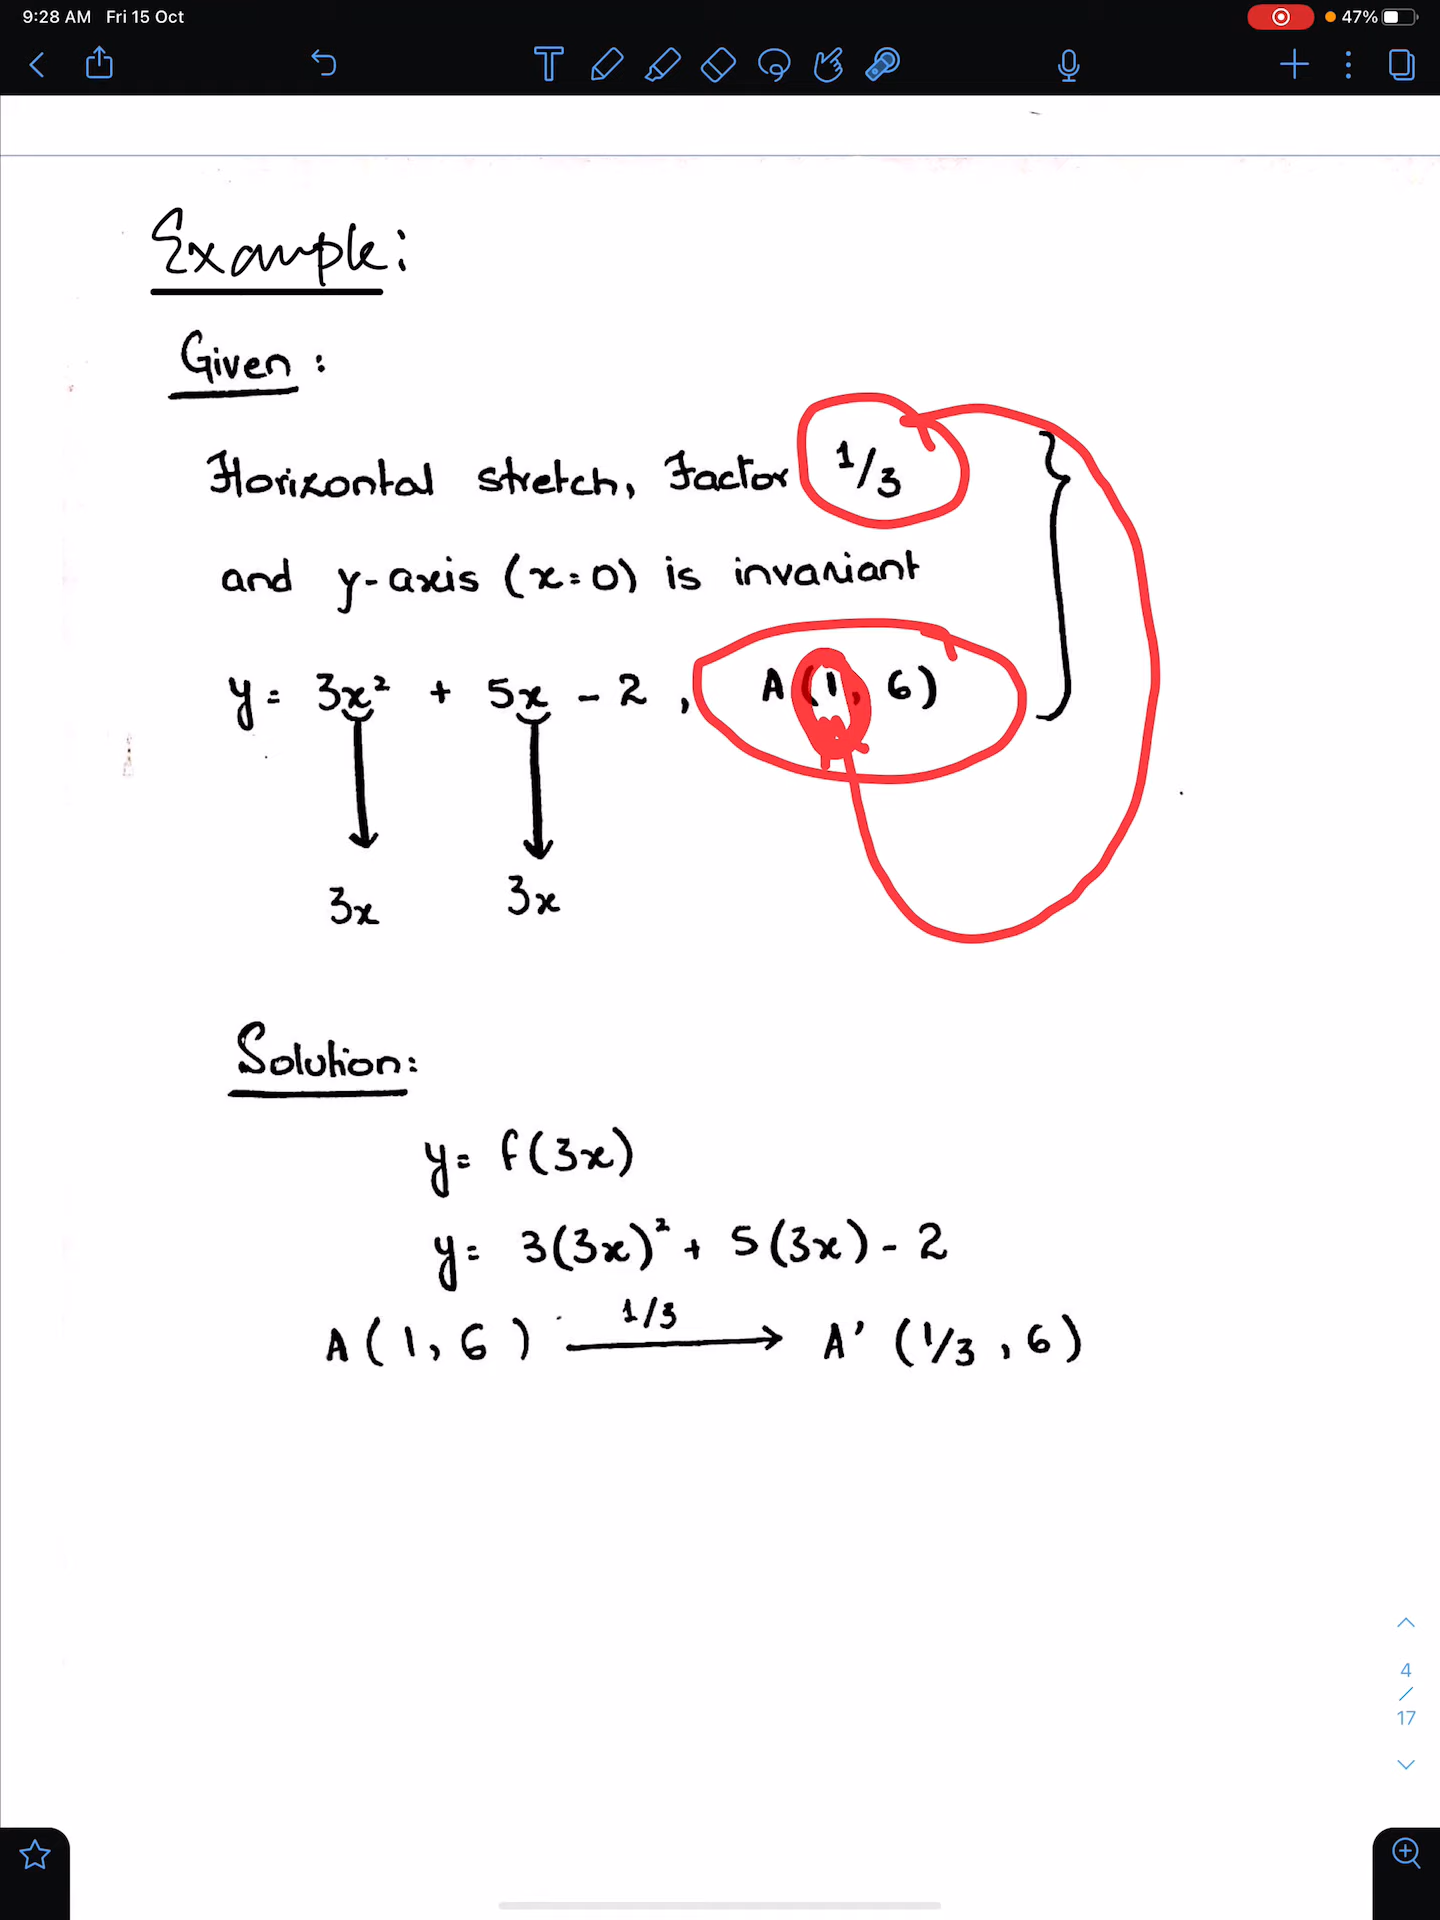 9:28 AM Fri 15 Oct
47%
Example:
Given:
Horizontal stretch, Factor 1/3
and y-axis (x=0) is invariant
y= 3x² + 5x - 2, A(1, 6)
3x 3x
Solution:
y= f(3x)
y= 3(3x)² + 5(3x) - 2
1/3
A(1, 6) → A' (1/3, 6)
4
/
17